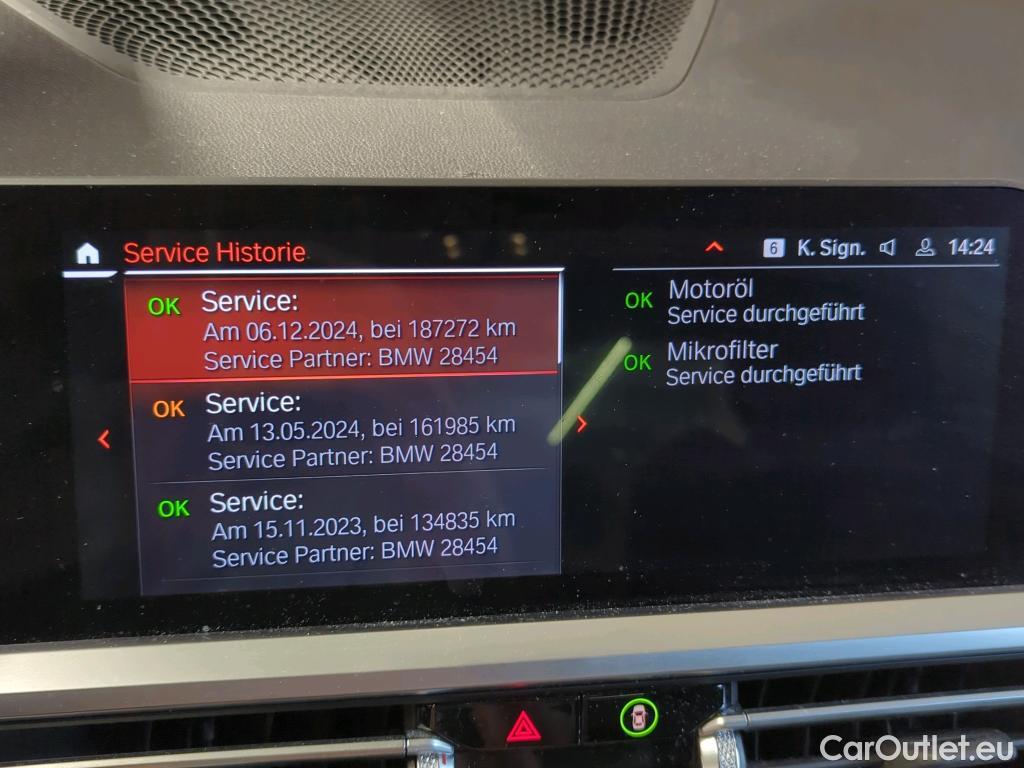 Service Historie
6 K. Sign. 14:24
OK Service:
Am 06.12.2024, bei 187272 km
Service Partner: BMW 28454
OK Service:
Am 13.05.2024, bei 161985 km
Service Partner: BMW 28454
OK Service:
Am 15.11.2023, bei 134835 km
Service Partner: BMW 28454
OK Motoröl
Service durchgeführt
OK Mikrofilter
Service durchgeführt
CarOutlet.eu